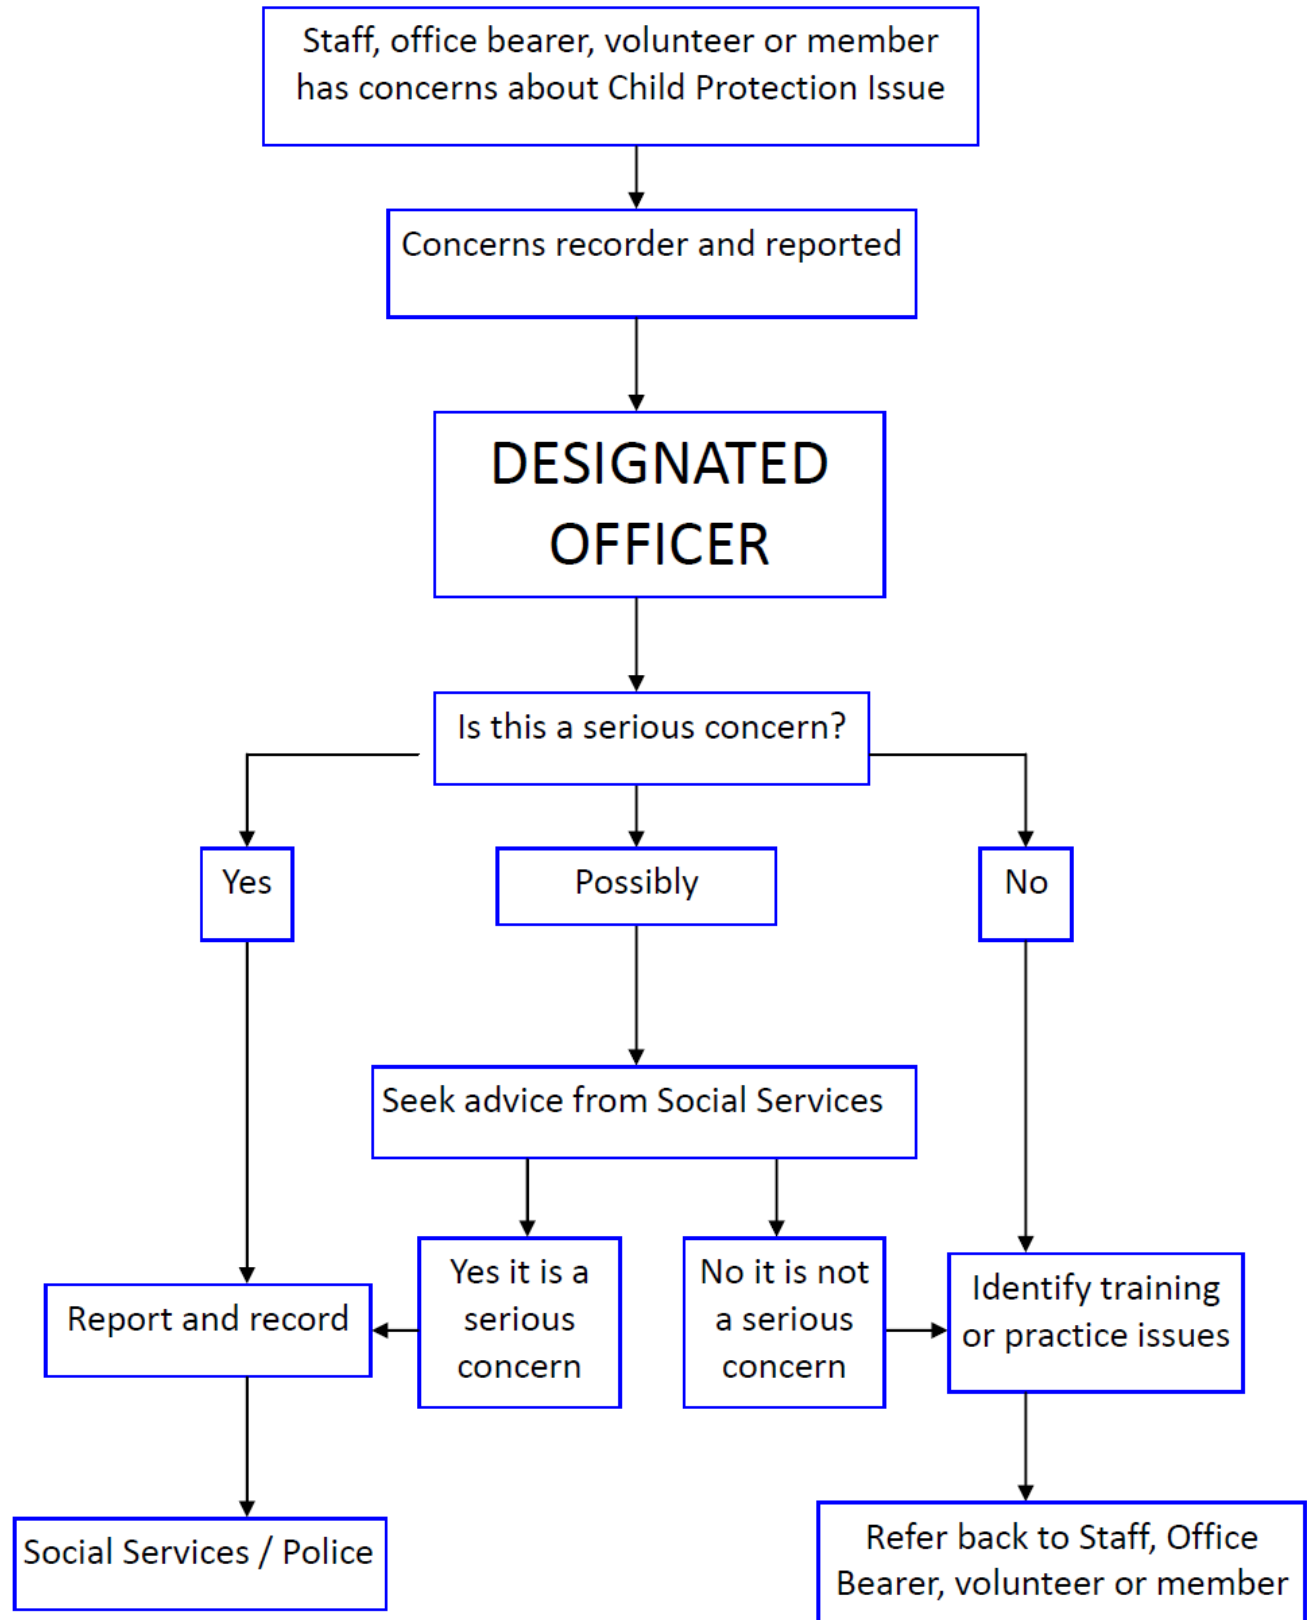 Staff, office bearer, volunteer or member
has concerns about Child Protection Issue
Concerns recorder and reported
DESIGNATED
OFFICER
Is this a serious concern?
Yes
Possibly
No
Seek advice from Social Services
Yes it is a
serious
concern
No it is not
a serious
concern
Report and record
Identify training
or practice issues
Social Services / Police
Refer back to Staff, Office
Bearer, volunteer or member